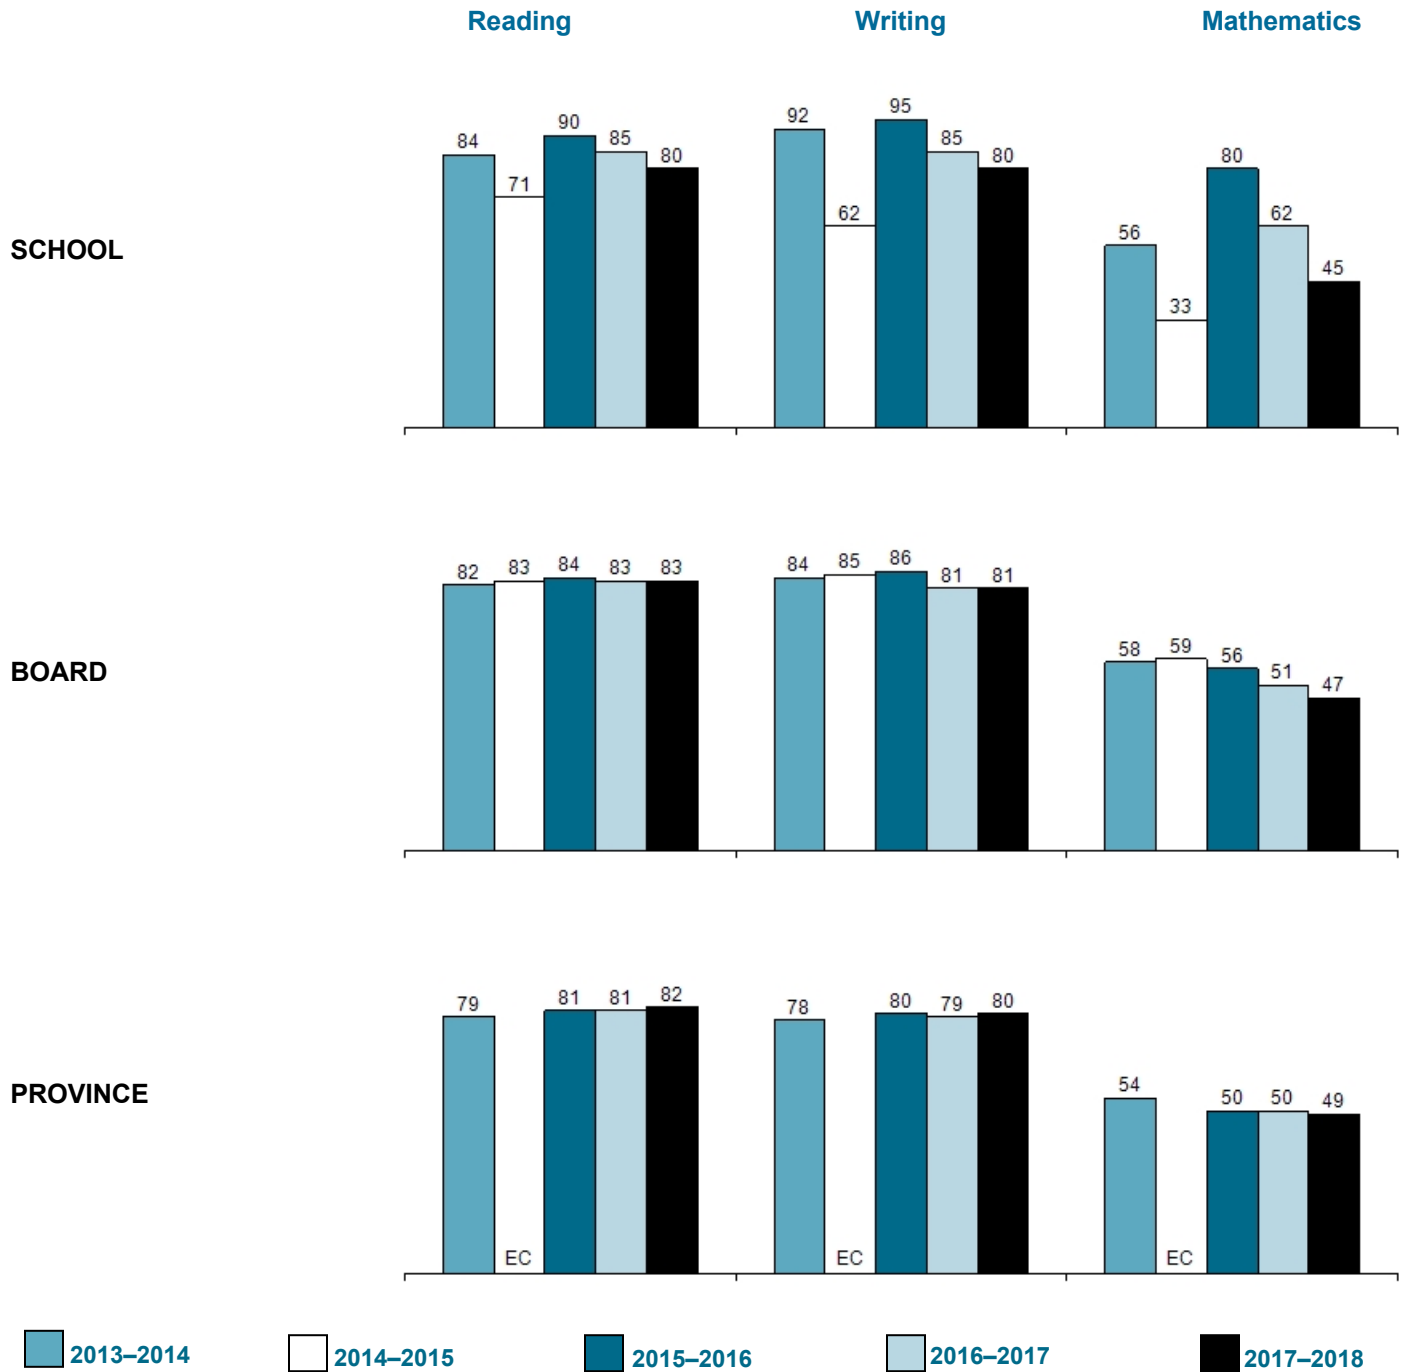 Reading Writing Mathematics
SCHOOL
84 71 90 85 80 92 62 95 85 80 56 33 80 62 45
BOARD
82 83 84 83 83 84 85 86 81 81 58 59 56 51 47
PROVINCE
79 EC 81 81 82 78 EC 80 79 80 54 EC 50 50 49
2013–2014 2014–2015 2015–2016 2016–2017 2017–2018